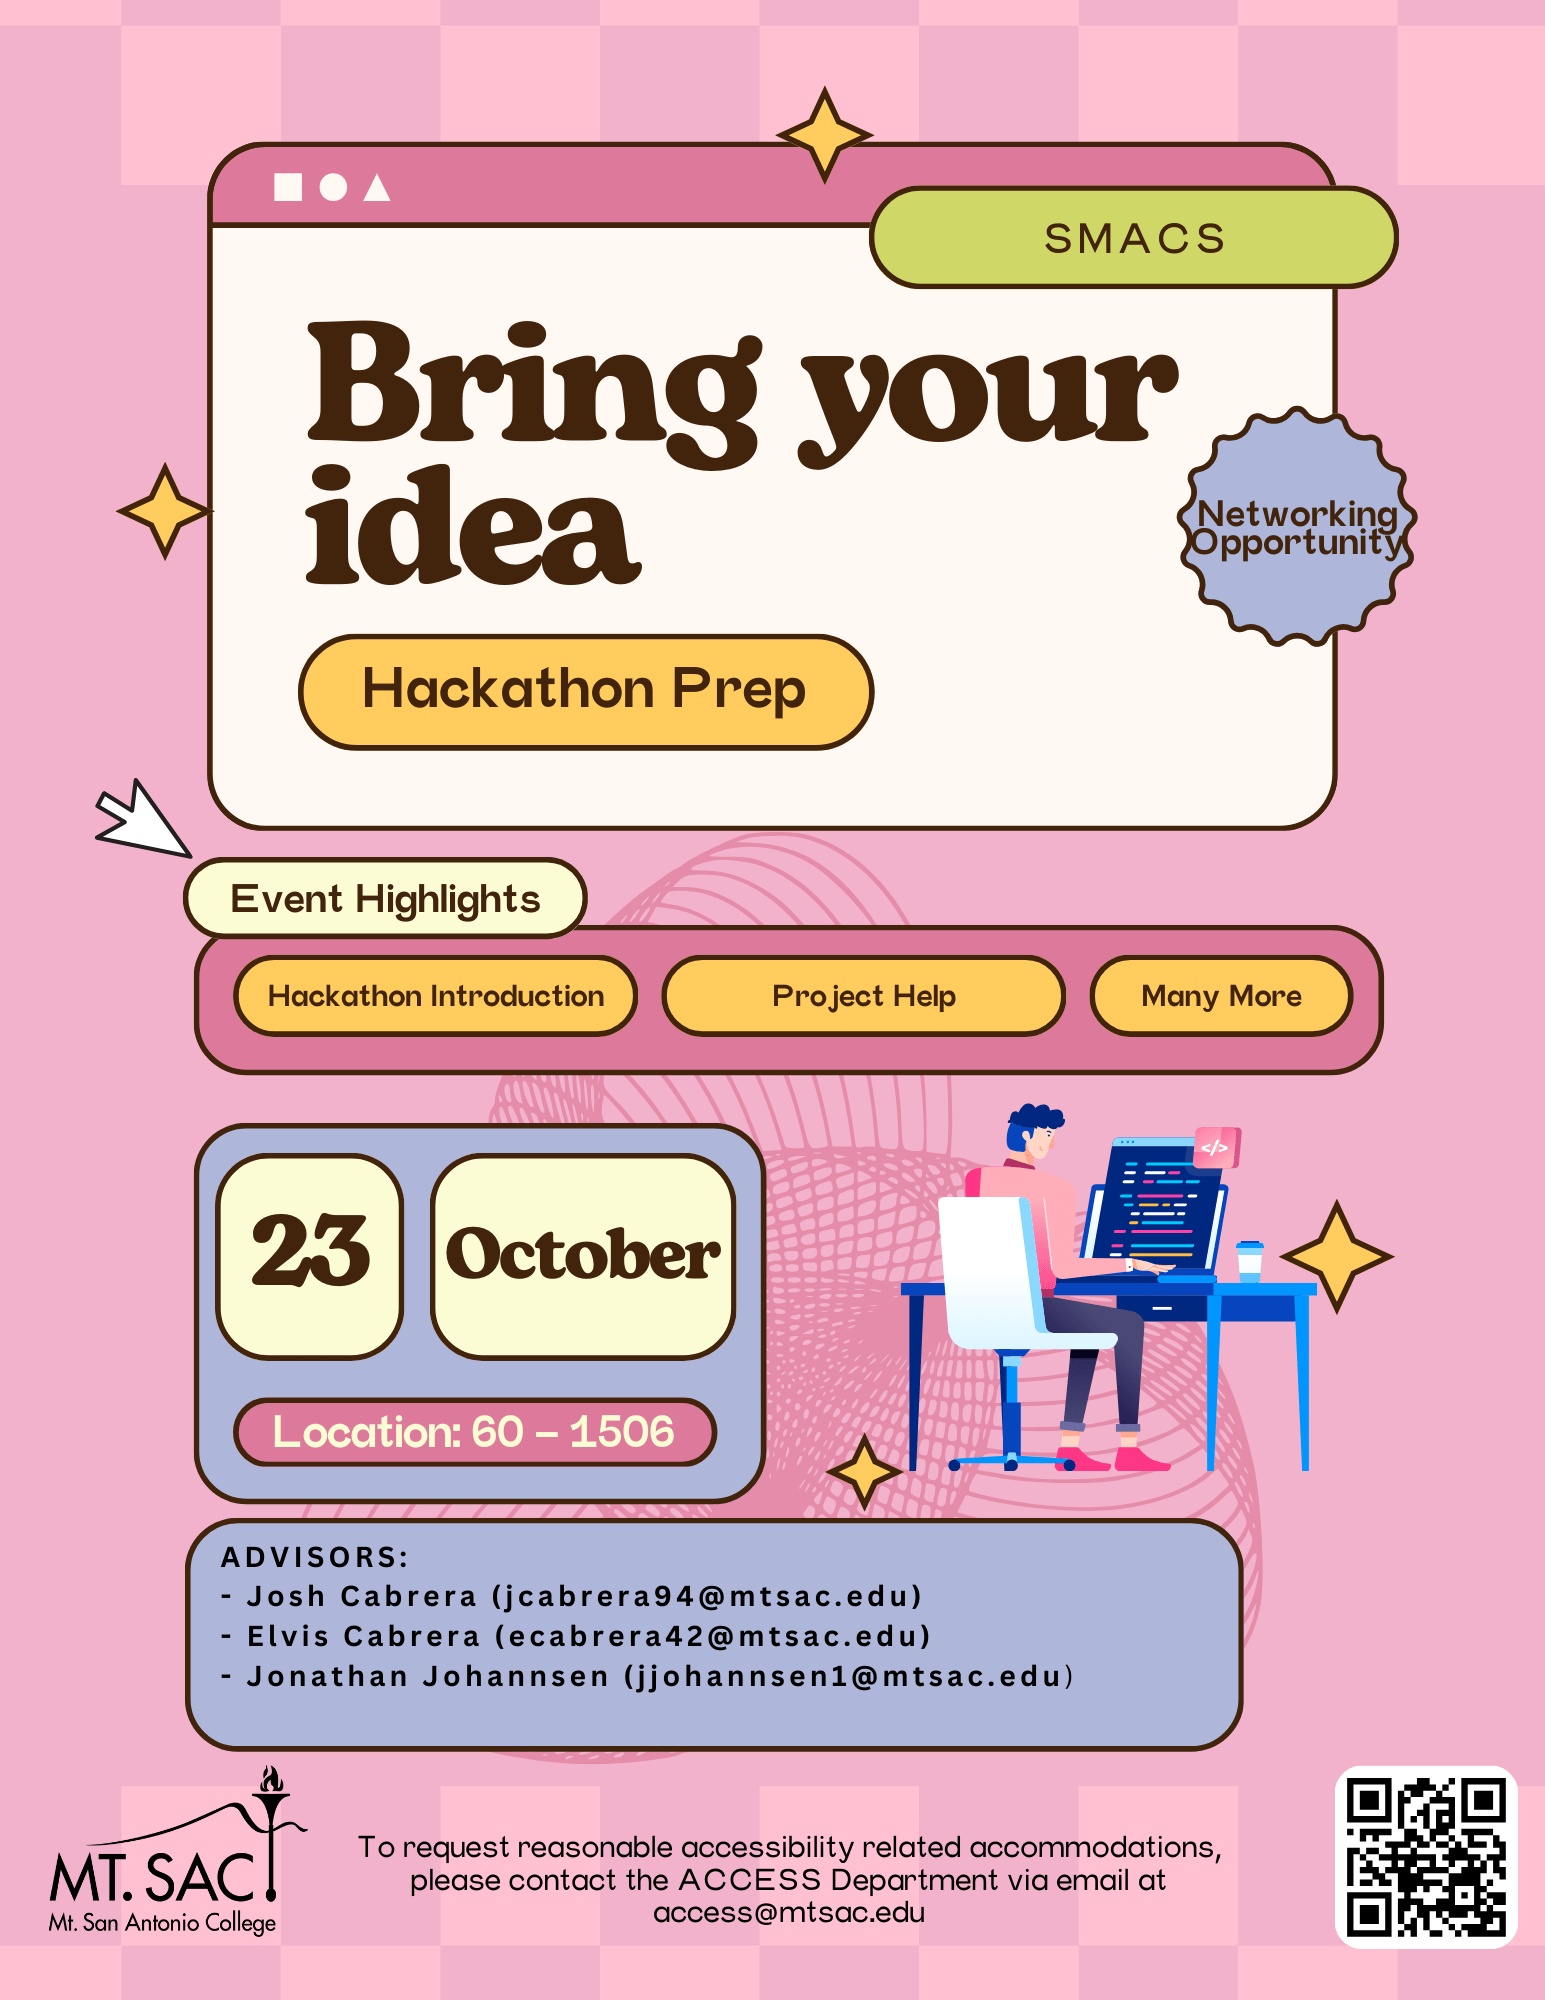 SMACS
Bring your
idea
Networking
Opportunity
Hackathon Prep
Event Highlights
Hackathon Introduction
Project Help
Many More
</>
23
October
Location: 60 – 1506
ADVISORS:
- Josh Cabrera (jcabrera94@mtsac.edu)
- Elvis Cabrera (ecabrera42@mtsac.edu)
- Jonathan Johannsen (jjohannsen1@mtsac.edu)
MT. SAC
Mt. San Antonio College
To request reasonable accessibility related accommodations,
please contact the ACCESS Department via email at
access@mtsac.edu